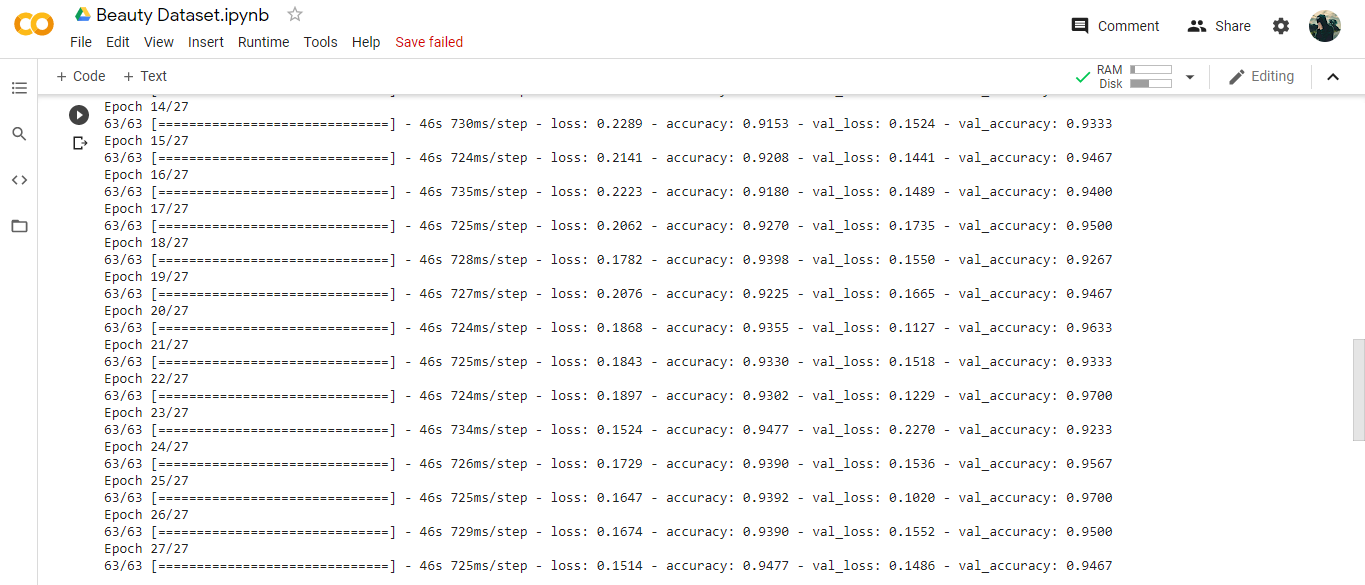 Beauty Dataset.ipynb
File Edit View Insert Runtime Tools Help Save failed
Comment Share
+ Code + Text
RAM
Disk
Editing
Epoch 14/27
63/63 [==============================] - 46s 730ms/step - loss: 0.2289 - accuracy: 0.9153 - val_loss: 0.1524 - val_accuracy: 0.9333
Epoch 15/27
63/63 [==============================] - 46s 724ms/step - loss: 0.2141 - accuracy: 0.9208 - val_loss: 0.1441 - val_accuracy: 0.9467
Epoch 16/27
63/63 [==============================] - 46s 735ms/step - loss: 0.2223 - accuracy: 0.9180 - val_loss: 0.1489 - val_accuracy: 0.9400
Epoch 17/27
63/63 [==============================] - 46s 725ms/step - loss: 0.2062 - accuracy: 0.9270 - val_loss: 0.1735 - val_accuracy: 0.9500
Epoch 18/27
63/63 [==============================] - 46s 728ms/step - loss: 0.1782 - accuracy: 0.9398 - val_loss: 0.1550 - val_accuracy: 0.9267
Epoch 19/27
63/63 [==============================] - 46s 727ms/step - loss: 0.2076 - accuracy: 0.9225 - val_loss: 0.1665 - val_accuracy: 0.9467
Epoch 20/27
63/63 [==============================] - 46s 724ms/step - loss: 0.1868 - accuracy: 0.9355 - val_loss: 0.1127 - val_accuracy: 0.9633
Epoch 21/27
63/63 [==============================] - 46s 725ms/step - loss: 0.1843 - accuracy: 0.9330 - val_loss: 0.1518 - val_accuracy: 0.9333
Epoch 22/27
63/63 [==============================] - 46s 724ms/step - loss: 0.1897 - accuracy: 0.9302 - val_loss: 0.1229 - val_accuracy: 0.9700
Epoch 23/27
63/63 [==============================] - 46s 734ms/step - loss: 0.1524 - accuracy: 0.9477 - val_loss: 0.2270 - val_accuracy: 0.9233
Epoch 24/27
63/63 [==============================] - 46s 726ms/step - loss: 0.1729 - accuracy: 0.9390 - val_loss: 0.1536 - val_accuracy: 0.9567
Epoch 25/27
63/63 [==============================] - 46s 725ms/step - loss: 0.1647 - accuracy: 0.9392 - val_loss: 0.1020 - val_accuracy: 0.9700
Epoch 26/27
63/63 [==============================] - 46s 729ms/step - loss: 0.1674 - accuracy: 0.9390 - val_loss: 0.1552 - val_accuracy: 0.9500
Epoch 27/27
63/63 [==============================] - 46s 725ms/step - loss: 0.1514 - accuracy: 0.9477 - val_loss: 0.1486 - val_accuracy: 0.9467